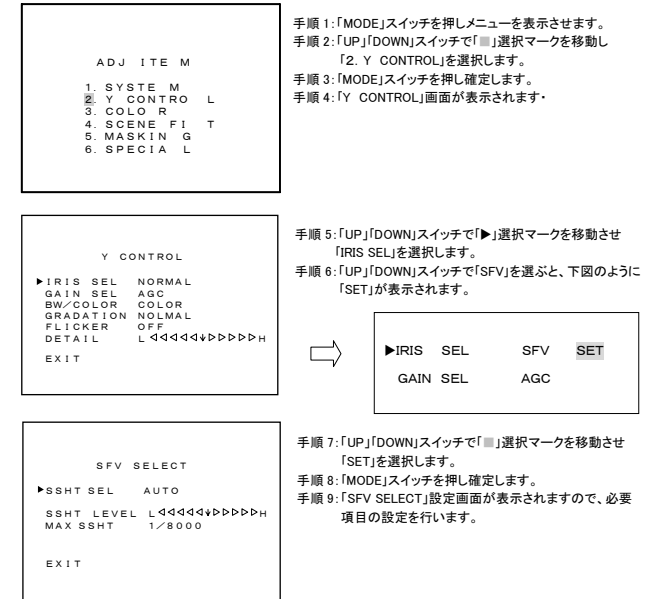 ADJ ITE M
1. SYSTE M
2. Y CONTRO L
3. COLO R
4. SCENE FI T
5. MASKIN G
6. SPECIA L
手順 1:「MODE」スイッチを押しメニューを表示させます。
手順 2:「UP」「DOWN」スイッチで「■」選択マークを移動し
「2. Y CONTROL」を選択します。
手順 3:「MODE」スイッチを押し確定します。
手順 4:「Y CONTROL」画面が表示されます・
Y CONTROL
▶IRIS SEL NORMAL
GAIN SEL AGC
BW/COLOR COLOR
GRADATION NOLMAL
FLICKER OFF
DETAIL L◁◁◁◁◁↓▷▷▷▷▷H
EXIT
手順 5:「UP」「DOWN」スイッチで「▶」選択マークを移動させ
「IRIS SEL」を選択します。
手順 6:「UP」「DOWN」スイッチで「SFV」を選ぶと、下図のように
「SET」が表示されます。
▶IRIS SEL SFV SET
GAIN SEL AGC
SFV SELECT
▶SSHT SEL AUTO
SSHT LEVEL L◁◁◁◁◁↓▷▷▷▷▷H
MAX SSHT 1/8000
EXIT
手順 7:「UP」「DOWN」スイッチで「■」選択マークを移動させ
「SET」を選択します。
手順 8:「MODE」スイッチを押し確定します。
手順 9:「SFV SELECT」設定画面が表示されますので、必要
項目の設定を行います。